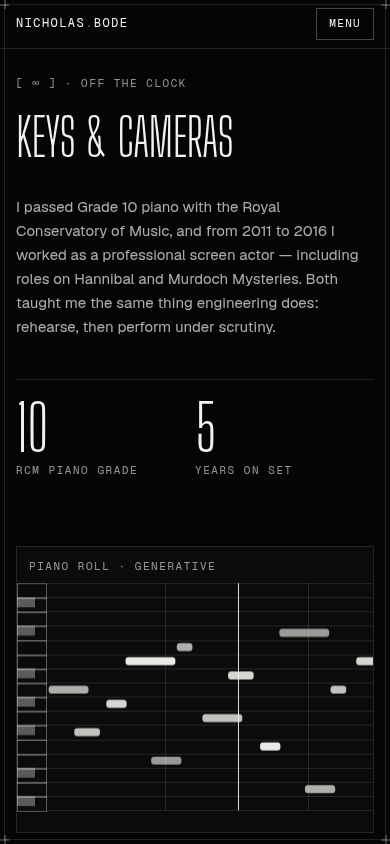 NICHOLAS.BODE
MENU
[ ∞ ] · OFF THE CLOCK
KEYS & CAMERAS
I passed Grade 10 piano with the Royal
Conservatory of Music, and from 2011 to 2016 I
worked as a professional screen actor — including
roles on Hannibal and Murdoch Mysteries. Both
taught me the same thing engineering does:
rehearse, then perform under scrutiny.
10
RCM PIANO GRADE
5
YEARS ON SET
PIANO ROLL · GENERATIVE